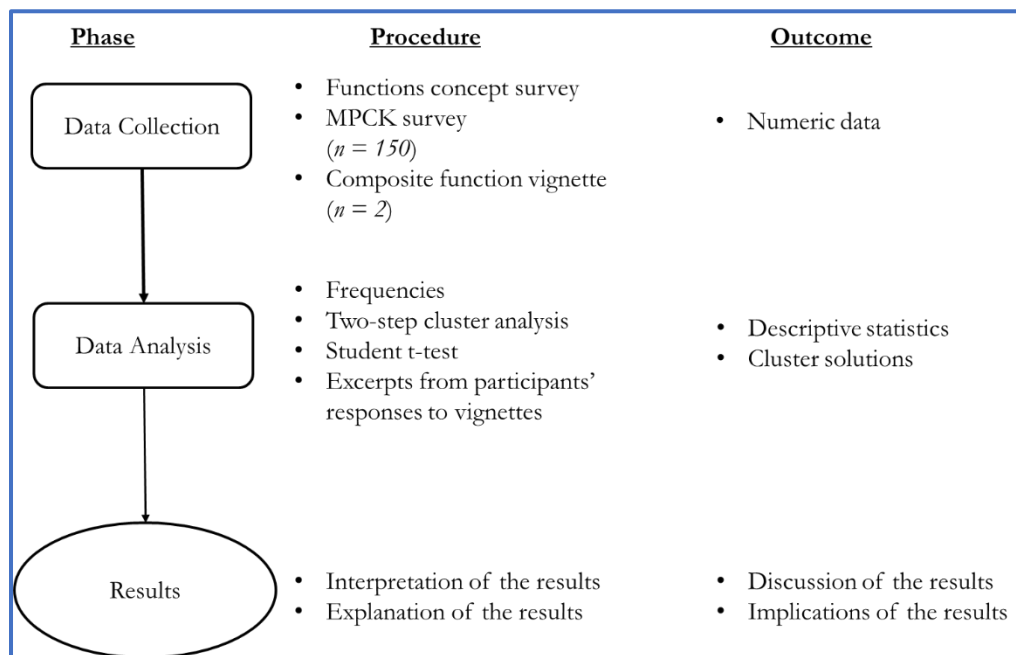 Phase
Procedure
Outcome
Data Collection
• Functions concept survey
• MPCK survey
(n = 150)
• Composite function vignette
(n = 2)
• Numeric data
Data Analysis
• Frequencies
• Two-step cluster analysis
• Student t-test
• Excerpts from participants’
responses to vignettes
• Descriptive statistics
• Cluster solutions
Results
• Interpretation of the results
• Explanation of the results
• Discussion of the results
• Implications of the results